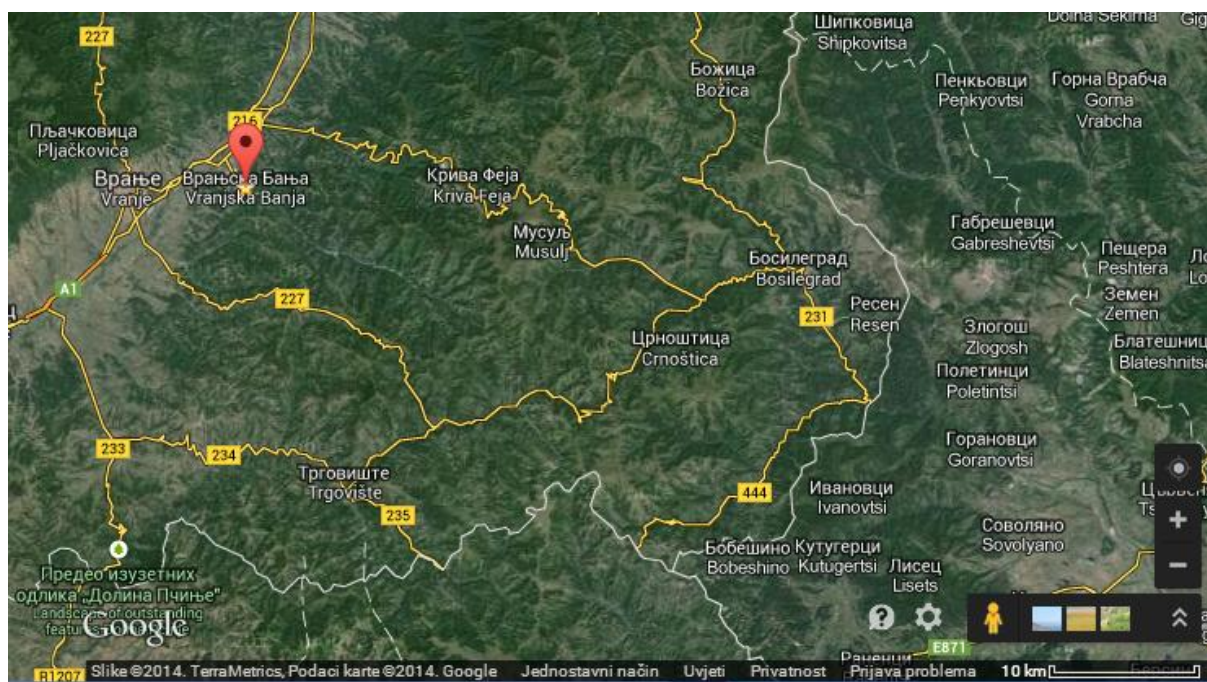 Шипковица
Shipkovitsa
Dolna Sekirna
Gig
227
Божица
Božica
Пенкьовци
Penkyovtsi
Горна Врабча
Gorna
Vrabcha
216
Пљачковица
Pljačkovica
Врање
Vranje
Врањска Бања
Vranjska Banja
Крива Феја
Kriva Feja
Мусуљ
Musulj
Габрешевци
Gabreshevtsi
Пещера
Peshtera
Босилеград
Bosilegrad
A1
227
231
Ресен
Resen
Земен
Zemen
Злогош
Zlogosh
Црноштица
Crnoštica
Блатешниц
Blateshnitsa
Полетинци
Poletintsi
233
234
Горановци
Goranovtsi
Трговиште
Trgovište
444
235
Ивановци
Ivanovtsi
Соволяно
Sovolyano
Бобешино
Bobeshino
Кутугерци
Kutugertsi
Лисец
Lisets
Предео изузетних
одлика „Долина Пчиње"
Landscape of outstanding
Google
E871
R1207
Slike ©2014. TerraMetrics, Podaci karte ©2014. Google Jednostavni način Uvjeti Privatnost Prijava problema 10 km